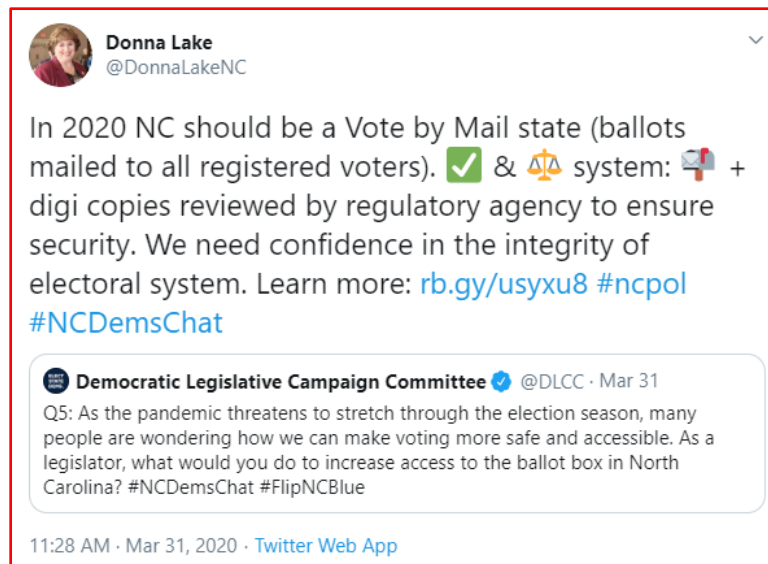 Donna Lake
@DonnaLakeNC
In 2020 NC should be a Vote by Mail state (ballots
mailed to all registered voters). ✅ & ⚖️ system: 📬 +
digi copies reviewed by regulatory agency to ensure
security. We need confidence in the integrity of
electoral system. Learn more: rb.gy/usyxu8 #ncpol
#NCDemsChat
ELECT STATE DEMS.
Democratic Legislative Campaign Committee @DLCC · Mar 31
Q5: As the pandemic threatens to stretch through the election season, many
people are wondering how we can make voting more safe and accessible. As a
legislator, what would you do to increase access to the ballot box in North
Carolina? #NCDemsChat #FlipNCBlue
11:28 AM · Mar 31, 2020 · Twitter Web App